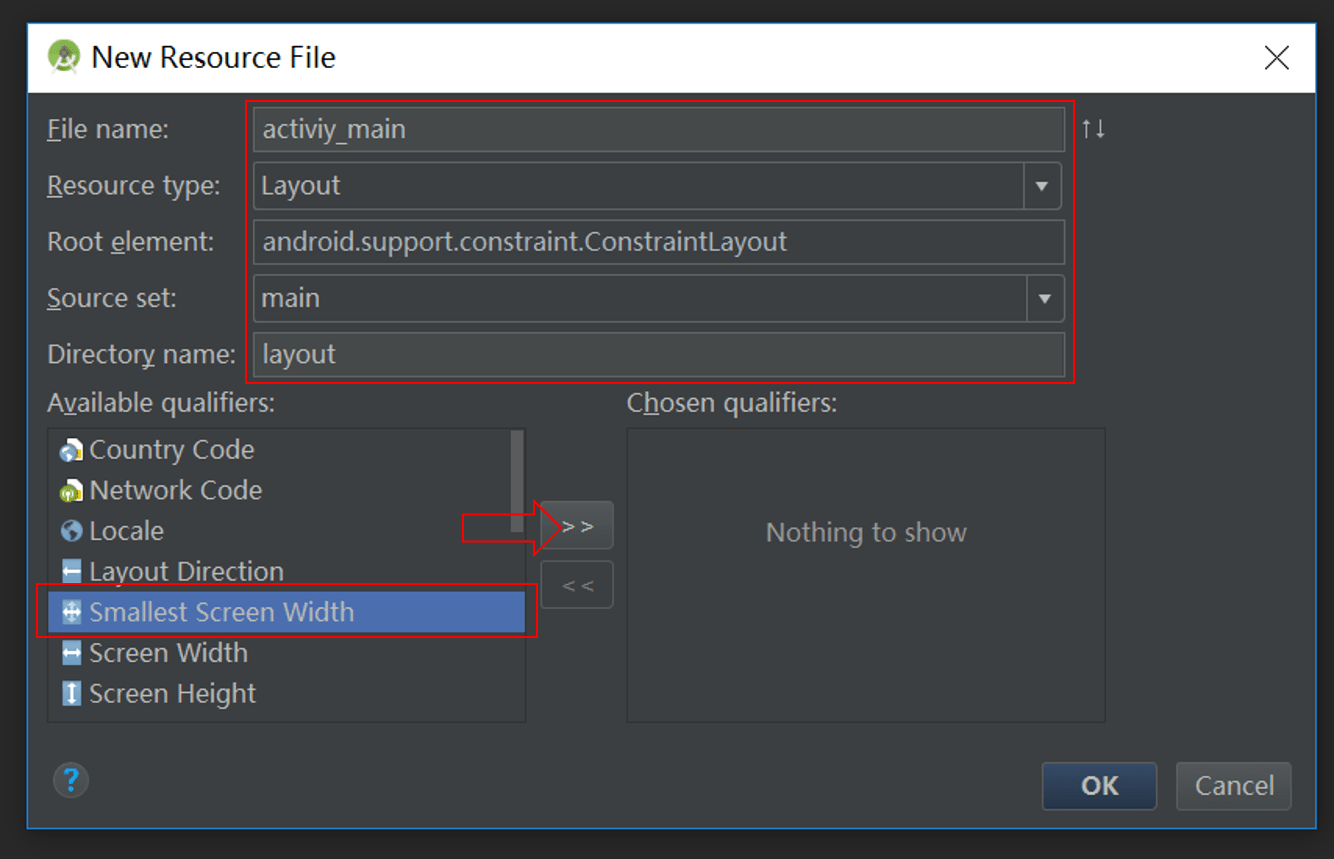 New Resource File
File name: activiy_main
Resource type: Layout
Root element: android.support.constraint.ConstraintLayout
Source set: main
Directory name: layout
Available qualifiers: Chosen qualifiers:
Country Code
Network Code
Locale
Layout Direction
Smallest Screen Width
Screen Width
Screen Height
>>
<<
Nothing to show
?
OK Cancel